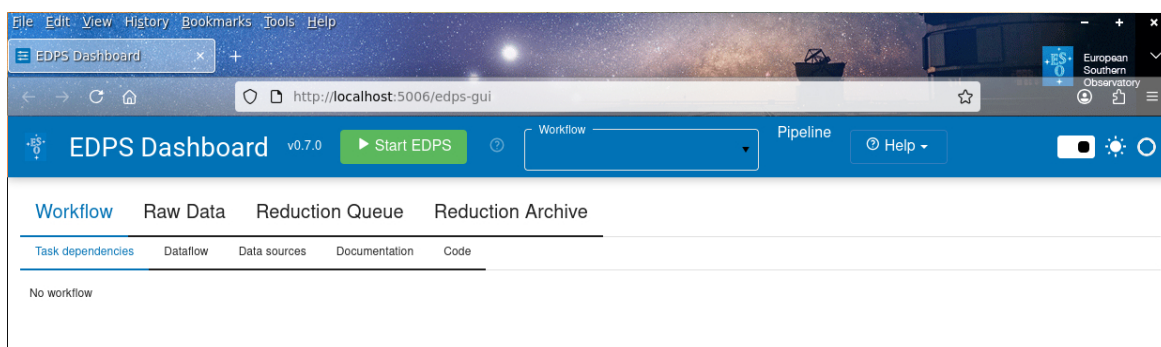 File Edit View History Bookmarks Tools Help
EDPS Dashboard
European
Southern
Observatory
http://localhost:5006/edps-gui
EDPS Dashboard v0.7.0 Start EDPS Workflow Pipeline Help
Workflow Raw Data Reduction Queue Reduction Archive
Task dependencies Dataflow Data sources Documentation Code
No workflow